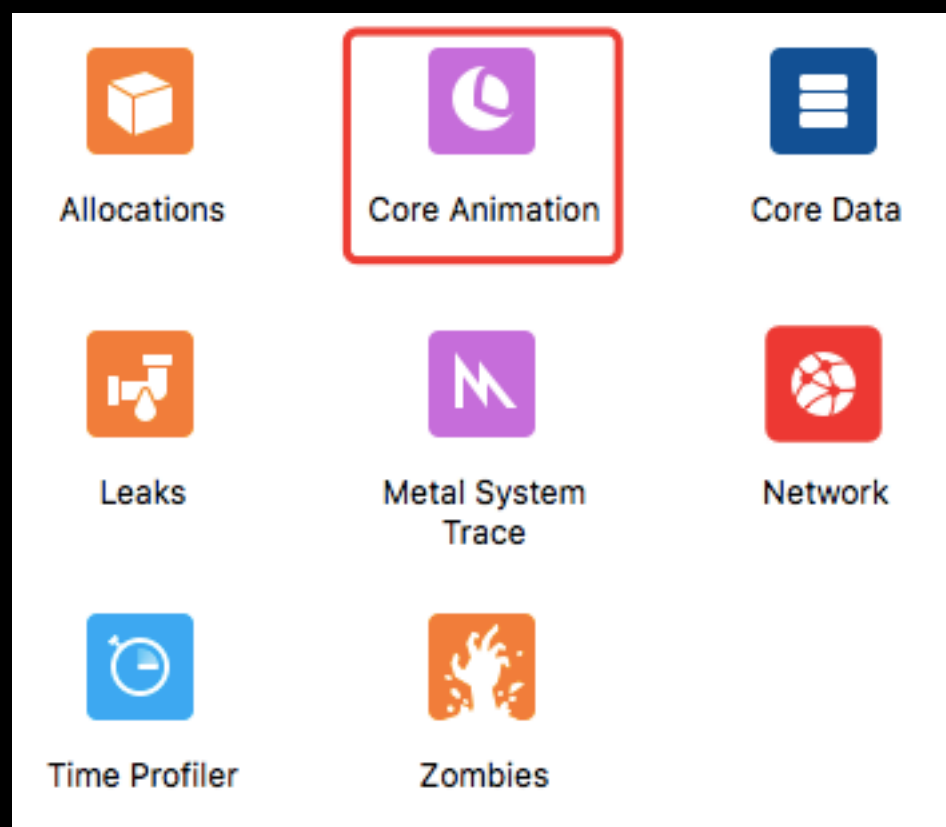 Allocations
Core Animation
Core Data
Leaks
Metal System
Trace
Network
Time Profiler
Zombies